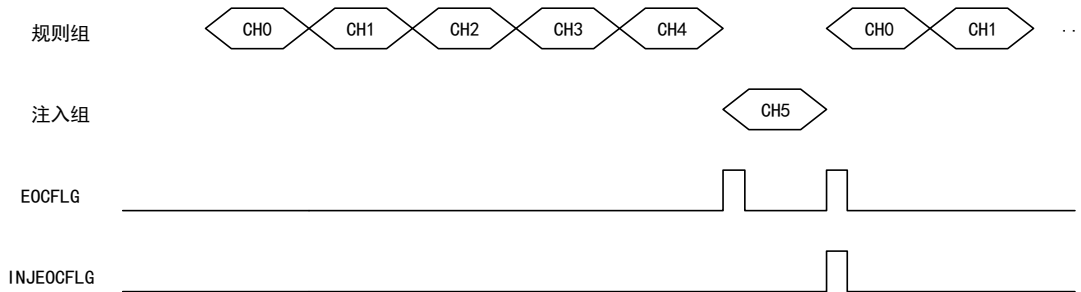 规则组 CH0 CH1 CH2 CH3 CH4 CH0 CH1 ..
注入组 CH5
EOCFLG
INJEOCFLG